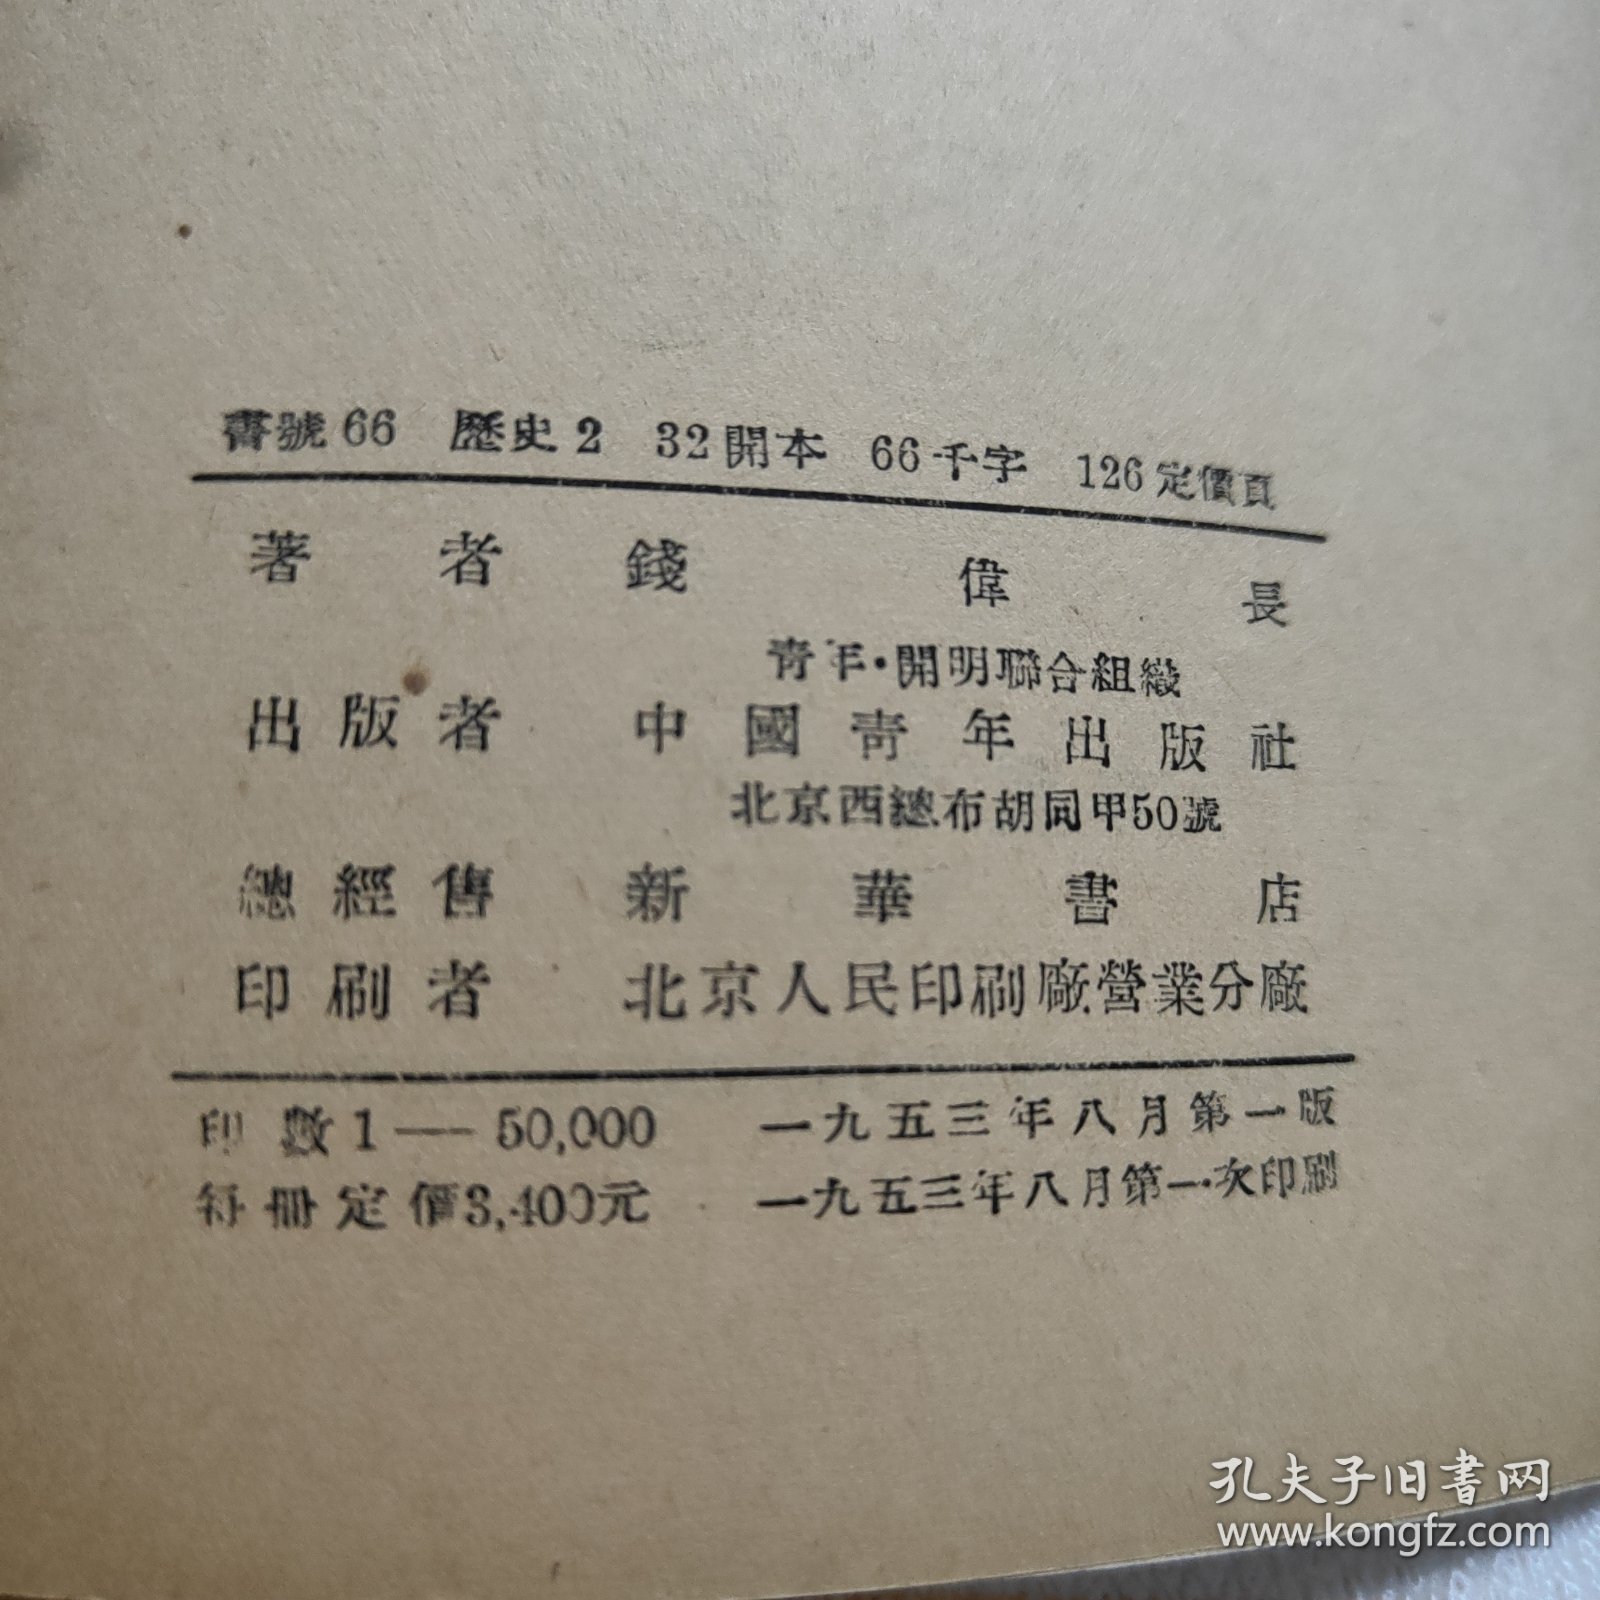 書號66 歷史2 32開本 66千字 126定價頁
著者 錢偉長
青年·開明聯合組織
出版者 中國青年出版社
北京西總布胡同甲50號
總經售 新華書店
印刷者 北京人民印刷廠營業分廠
印數1——50,000 一九五三年八月第一版
每冊定價3,400元 一九五三年八月第一次印刷
孔夫子旧書网
www.kongfz.com